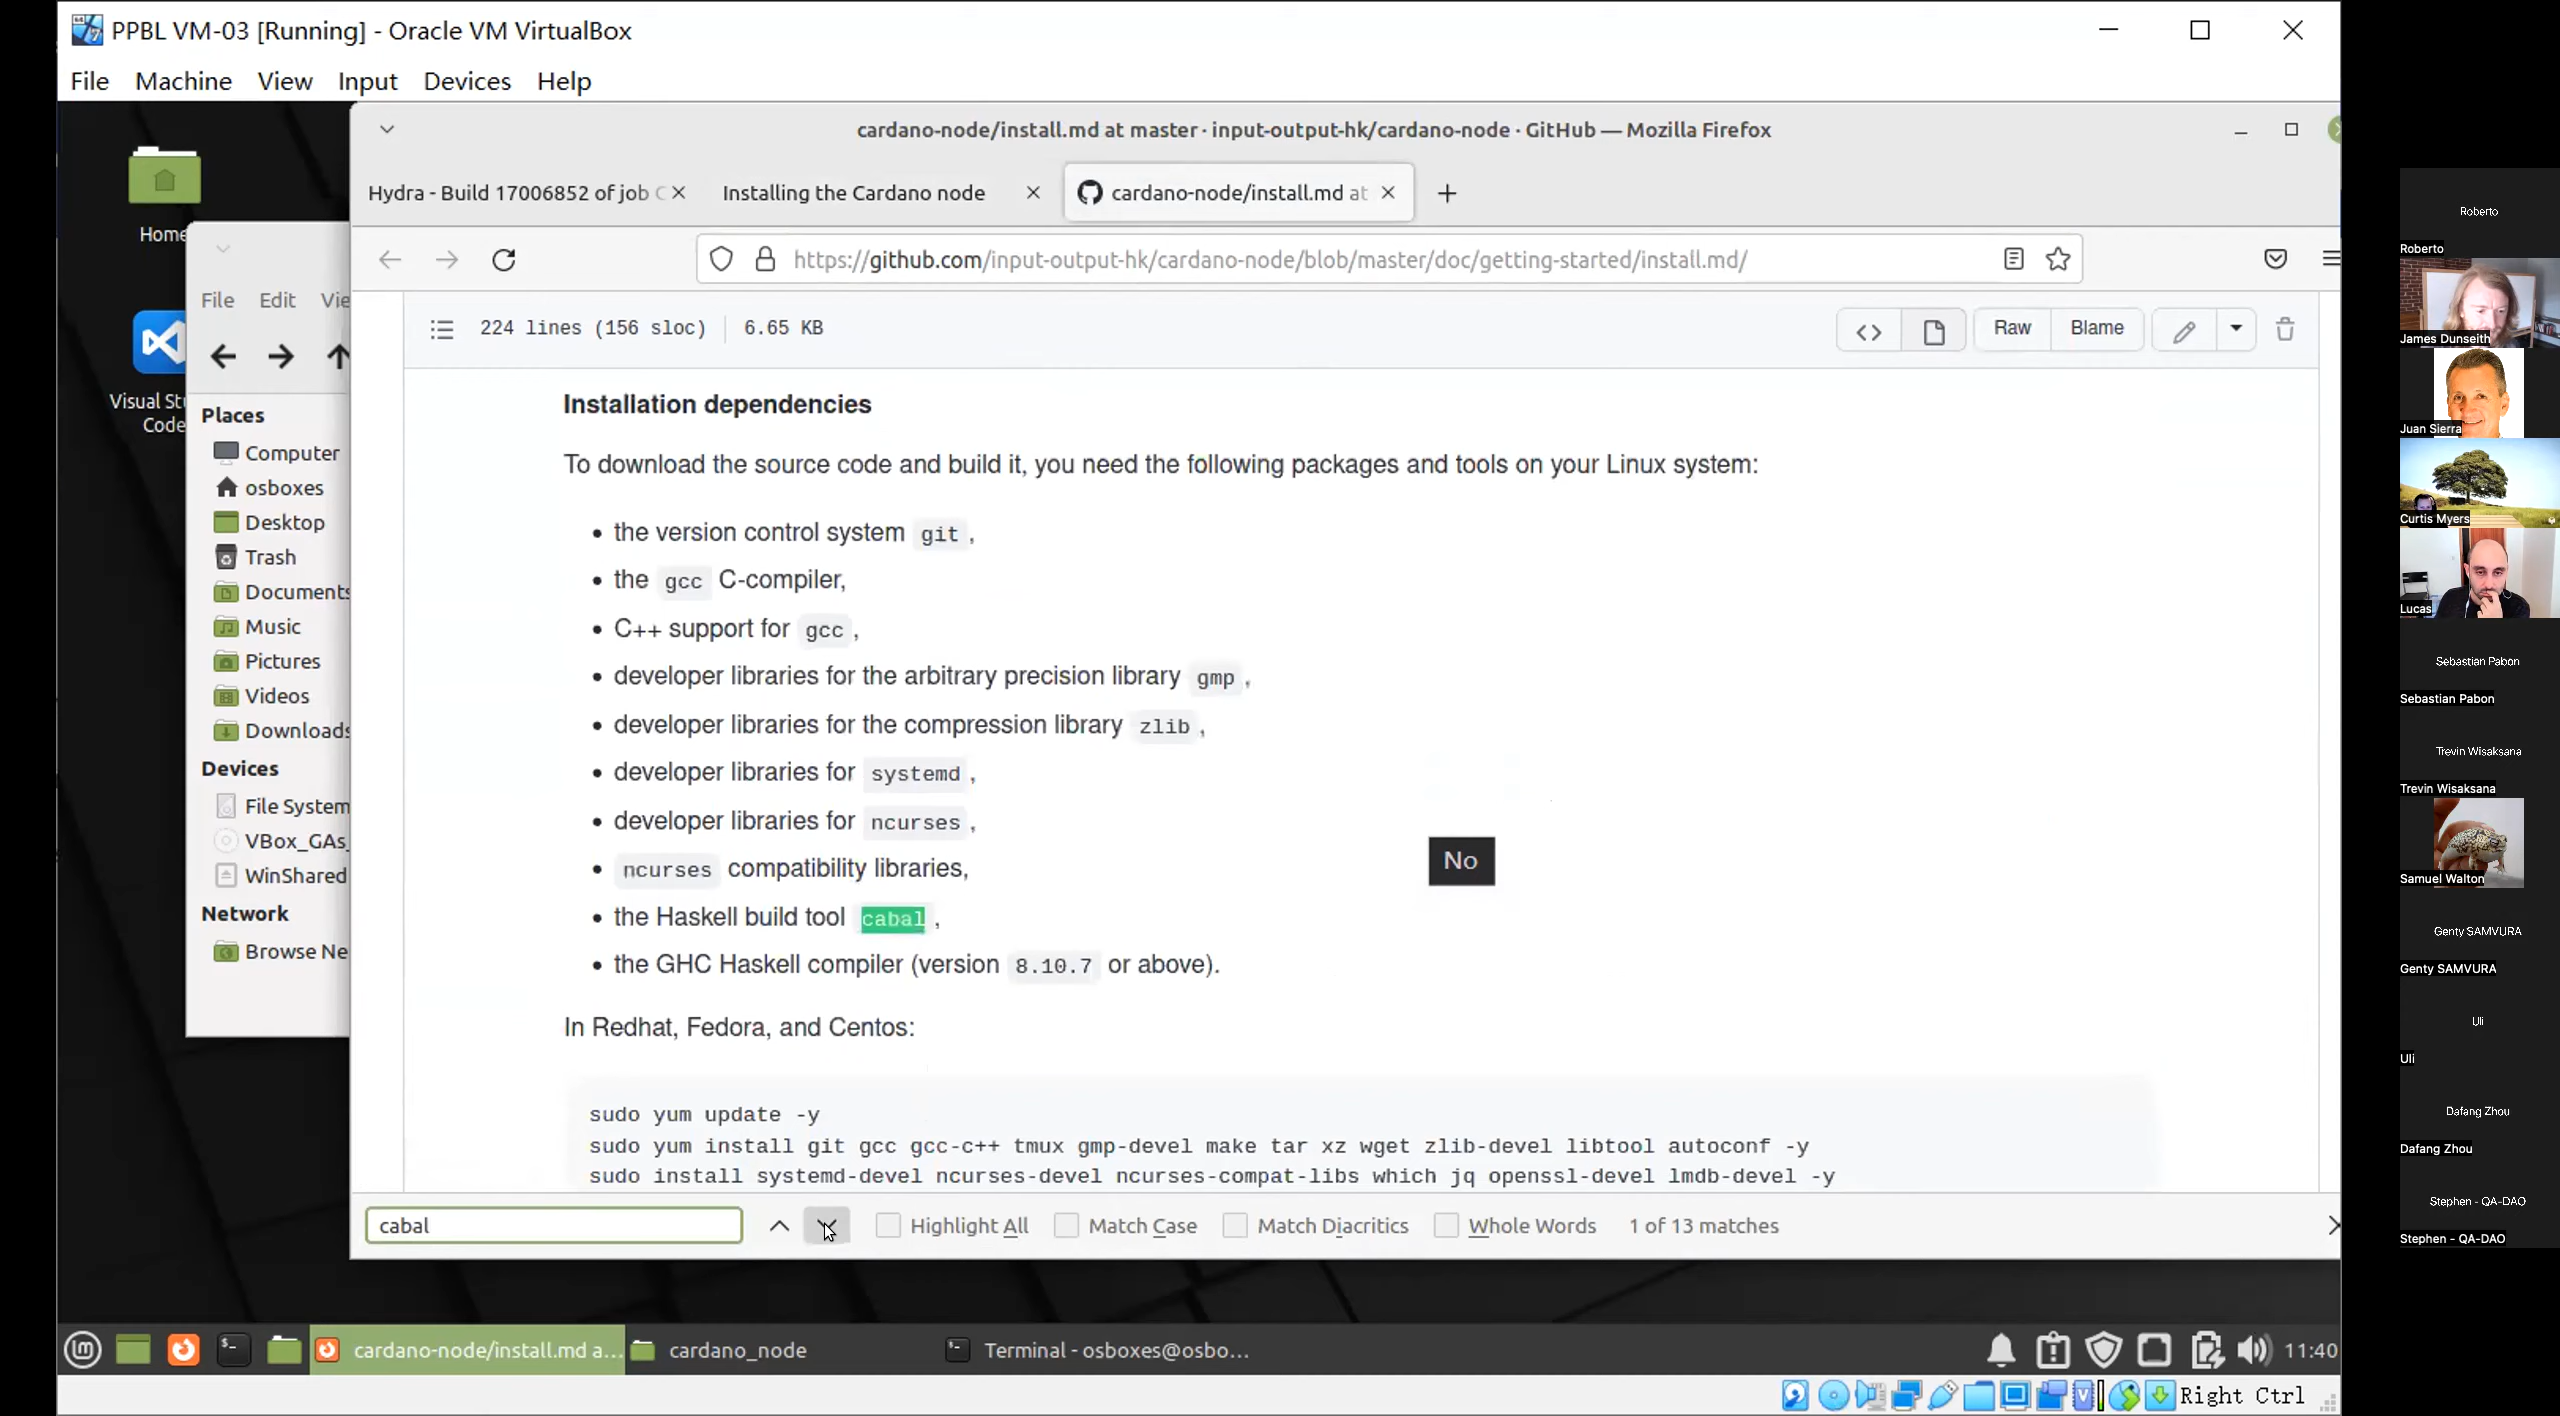 PPBL VM-03 [Running] - Oracle VM VirtualBox
File Machine View Input Devices Help
cardano-node/install.md at master · input-output-hk/cardano-node · GitHub — Mozilla Firefox
Hydra - Build 17006852 of job C
Installing the Cardano node
cardano-node/install.md at
https://github.com/input-output-hk/cardano-node/blob/master/doc/getting-started/install.md/
Home
Visual St
Code
File Edit Vie
Places
Computer
osboxes
Desktop
Trash
Documents
Music
Pictures
Videos
Downloads
Devices
File System
VBox_GAs_
WinShared
Network
Browse Ne
224 lines (156 sloc) 6.65 KB
Raw Blame
Installation dependencies
To download the source code and build it, you need the following packages and tools on your Linux system:
• the version control system git ,
• the gcc C-compiler,
• C++ support for gcc ,
• developer libraries for the arbitrary precision library gmp ,
• developer libraries for the compression library zlib ,
• developer libraries for systemd ,
• developer libraries for ncurses ,
• ncurses compatibility libraries,
• the Haskell build tool cabal ,
• the GHC Haskell compiler (version 8.10.7 or above).
No
In Redhat, Fedora, and Centos:
sudo yum update -y
sudo yum install git gcc gcc-c++ tmux gmp-devel make tar xz wget zlib-devel libtool autoconf -y
sudo install systemd-devel ncurses-devel ncurses-compat-libs which jq openssl-devel lmdb-devel -y
cabal
Highlight All Match Case Match Diacritics Whole Words 1 of 13 matches
cardano-node/install.md a...
cardano_node
Terminal - osboxes@osbo...
11:40
Right Ctrl
Roberto
Roberto
James Dunseith
Juan Sierra
Curtis Myers
Lucas
Sebastian Pabon
Sebastian Pabon
Trevin Wisaksana
Trevin Wisaksana
Samuel Walton
Genty SAMVURA
Genty SAMVURA
Uli
Uli
Dafang Zhou
Dafang Zhou
Stephen - QA-DAO
Stephen - QA-DAO